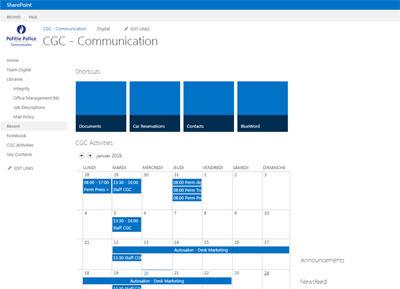 SharePoint
BROWSE PAGE
Politie Police
Communication
CGC - Communication Digital EDIT LINKS
CGC - Communication
Home
Team Digital
Libraries
Integrity
Office Management Bib
Job Descriptions
Mail Policy
Recent
Notebook
CGC Activities
Site Contents
EDIT LINKS
Shortcuts
Documents Car Reservations Contacts BlueWord
CGC Activities
janvier 2016
LUNDI MARDI MERCREDI JEUDI VENDREDI SAMEDI DIMANCHE
28 29 30 31 1 2 3
08:00 - 17:00 13:30 - 16:00 08:00 Perm
Perm Press Staff CGC 08:00 Perm
08:00 Perm
4 5 6 7 8 9 10
13:30 - 16:00
Staff CGC
11 12 13 14 15 16 17
Autosalon - Desk Marketing
13:30 Staff CGC
18 19 20 21 22 23 24
Autosalon - Desk Marketing
Announcements
Newsfeed